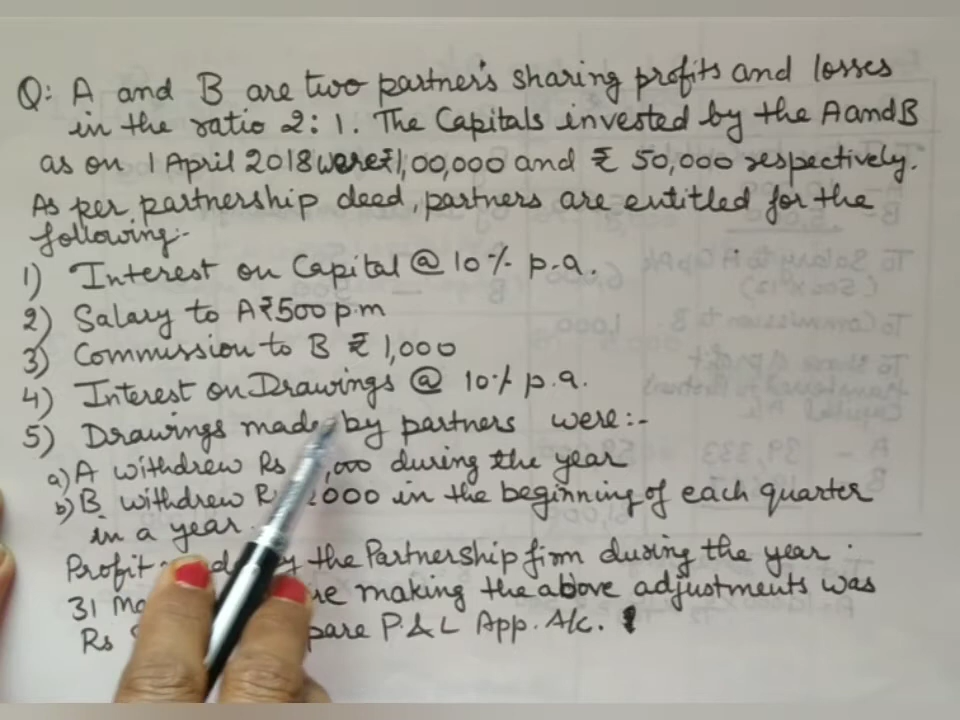 Q: A and B are two partner's sharing profits and losses
in the ratio 2:1. The Capitals invested by the A and B
as on 1 April 2018 were ₹1,00,000 and ₹ 50,000 respectively.
As per partnership deed, partners are entitled for the
following:-
1) Interest on Capital @ 10% p.a.
2) Salary to A ₹500 p.m
3) Commission to B ₹ 1,000
4) Interest on Drawings @ 10% p.a.
5) Drawings made by partners were:-
a) A withdrew Rs ,000 during the year
b) B withdrew 2000 in the beginning of each quarter
in a year.
Profit the Partnership firm during the year
31 making the above adjustments was
Rs P & L App. A/c.